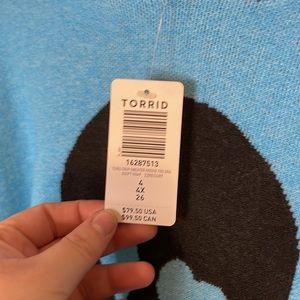 TORRID
16287513
4
4X
26
$79.50 USA
$99.50 CAN